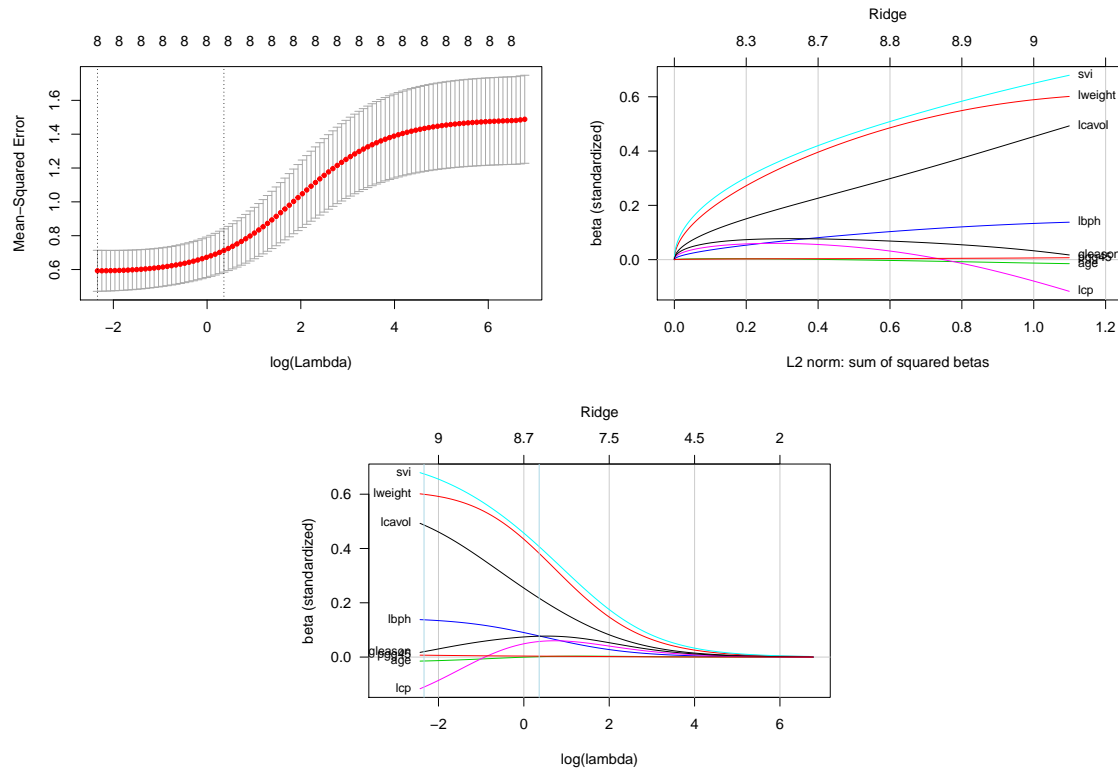 8 8 8 8 8 8 8 8 8 8 8 8 8 8 8 8 8 8 8 8
Mean−Squared Error
1.6
1.4
1.2
1.0
0.8
0.6
−2 0 2 4 6
log(Lambda)
Ridge
8.3 8.7 8.8 8.9 9
beta (standardized)
0.6
0.4
0.2
0.0
svi
lweight
lcavol
lbph
gleason
pgg45
age
lcp
0.0 0.2 0.4 0.6 0.8 1.0 1.2
L2 norm: sum of squared betas
Ridge
9 8.7 7.5 4.5 2
beta (standardized)
0.6
0.4
0.2
0.0
svi
lweight
lcavol
lbph
gleason
pgg45
age
lcp
−2 0 2 4 6
log(lambda)